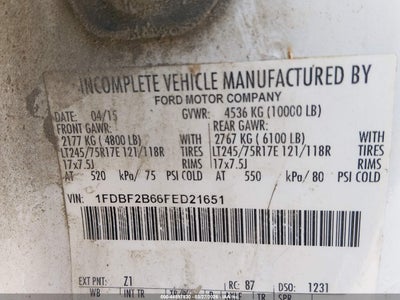 INCOMPLETE VEHICLE MANUFACTURED BY
FORD MOTOR COMPANY
DATE: 04/15 GVWR: 4536 KG (10000 LB)
FRONT GAWR: REAR GAWR:
2177 KG ( 4800 LB) WITH 2767 KG ( 6100 LB) WITH
LT245/75R17E 121/118R TIRES LT245/75R17E 121/118R TIRES
17x7.5J RIMS 17x7.5J RIMS
AT 520 kPa/ 75 PSI COLD AT 550 kPa/ 80 PSI COLD
VIN: 1FDBF2B66FED21651
EXT PNT: Z1 RC: 87 DSO: 1231
WB INT TR SPR